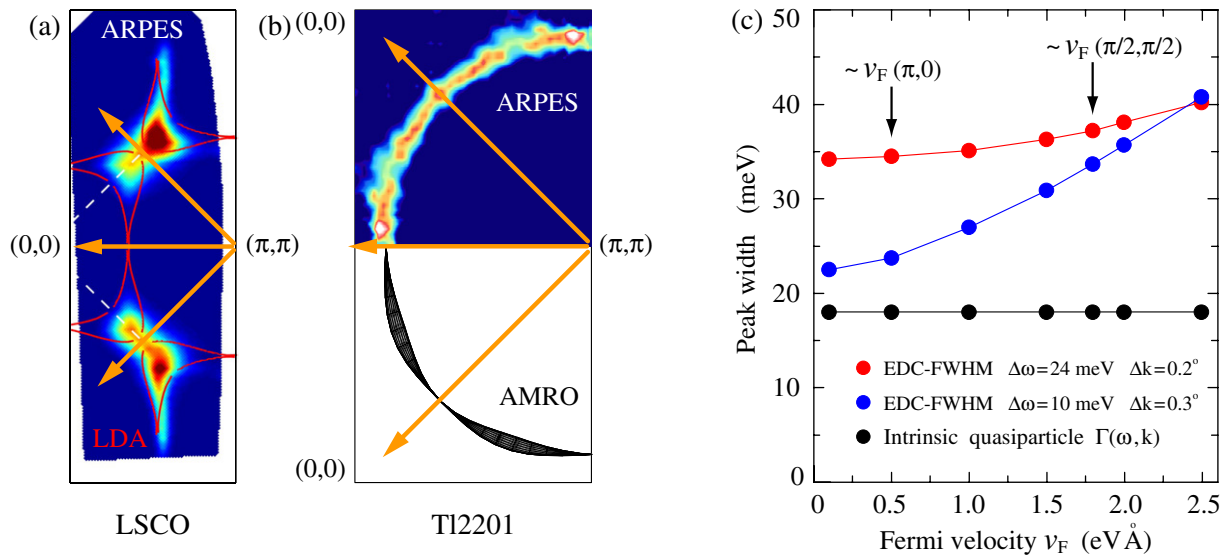 (a)
ARPES
(0,0)
(π,π)
LDA
LSCO
(b)
(0,0)
ARPES
(π,π)
AMRO
(0,0)
Tl2201
(c)
50
40
30
20
10
0
Peak width (meV)
~ vF (π,0)
~ vF (π/2,π/2)
EDC-FWHM Δω=24 meV Δk=0.2°
EDC-FWHM Δω=10 meV Δk=0.3°
Intrinsic quasiparticle Γ(ω,k)
0 0.5 1.0 1.5 2.0 2.5
Fermi velocity vF (eVÅ)